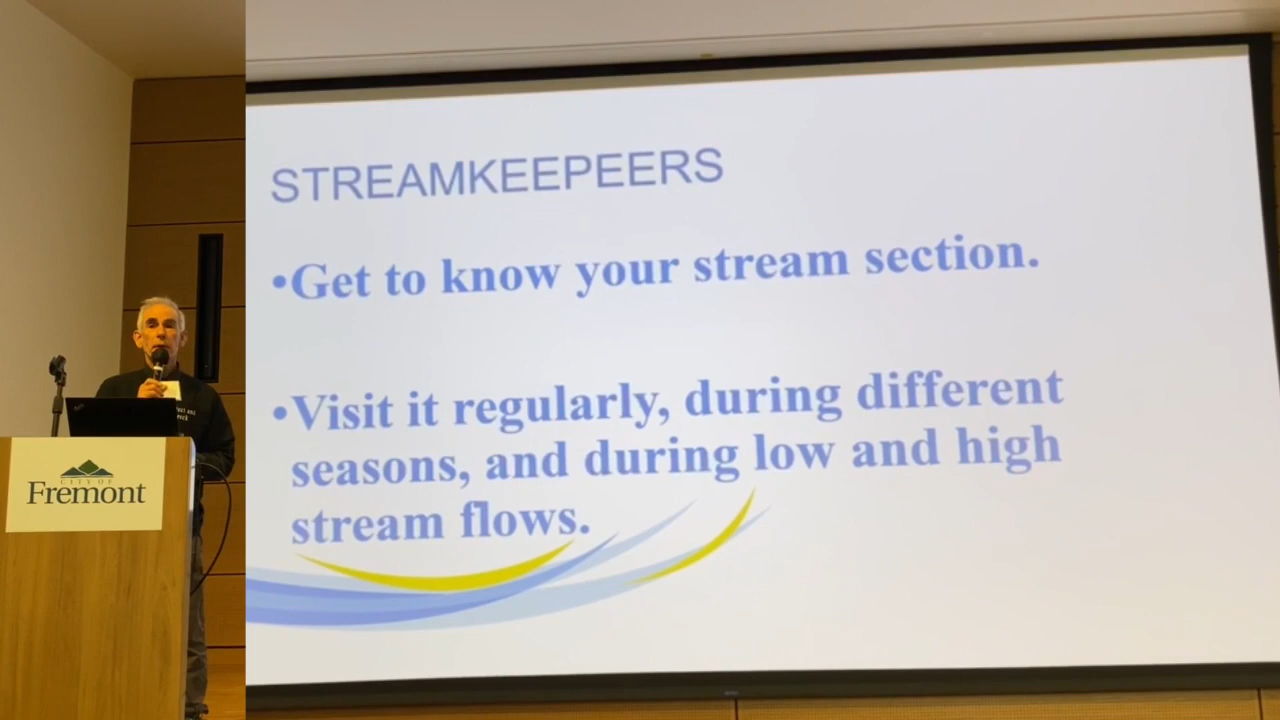 STREAMKEEPEERS
•Get to know your stream section.
•Visit it regularly, during different
seasons, and during low and high
stream flows.
CITY OF
Fremont